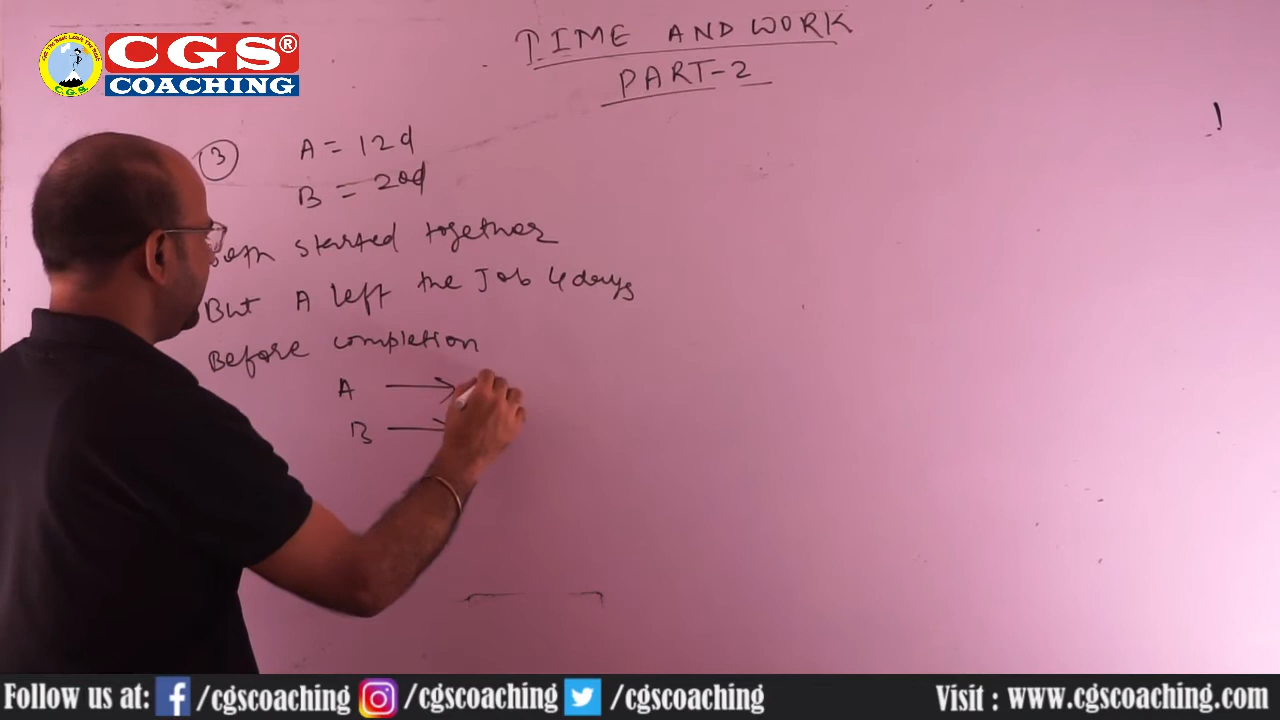 CGS®
COACHING
C.G.S.
TIME AND WORK
PART-2
3
A = 12d
B = 20d
started together
But A left the Job 4 days
Before completion
A →
B →
Follow us at: /cgscoaching /cgscoaching /cgscoaching Visit : www.cgscoaching.com